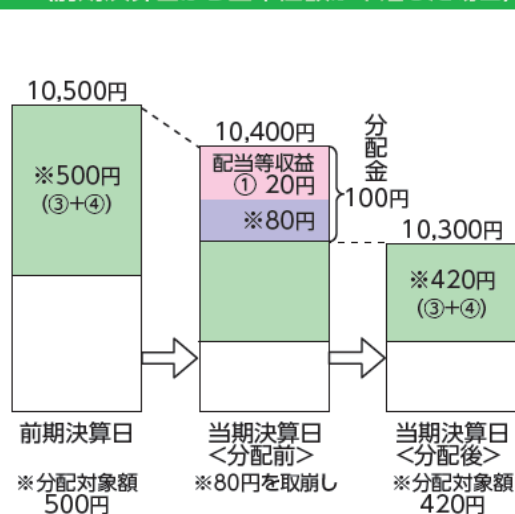 10,500円
※500円
(③+④)
10,400円
配当等収益
① 20円
※80円
分配金
100円
10,300円
※420円
(③+④)
前期決算日
当期決算日
<分配前>
当期決算日
<分配後>
※分配対象額
500円
※80円を取崩し
※分配対象額
420円